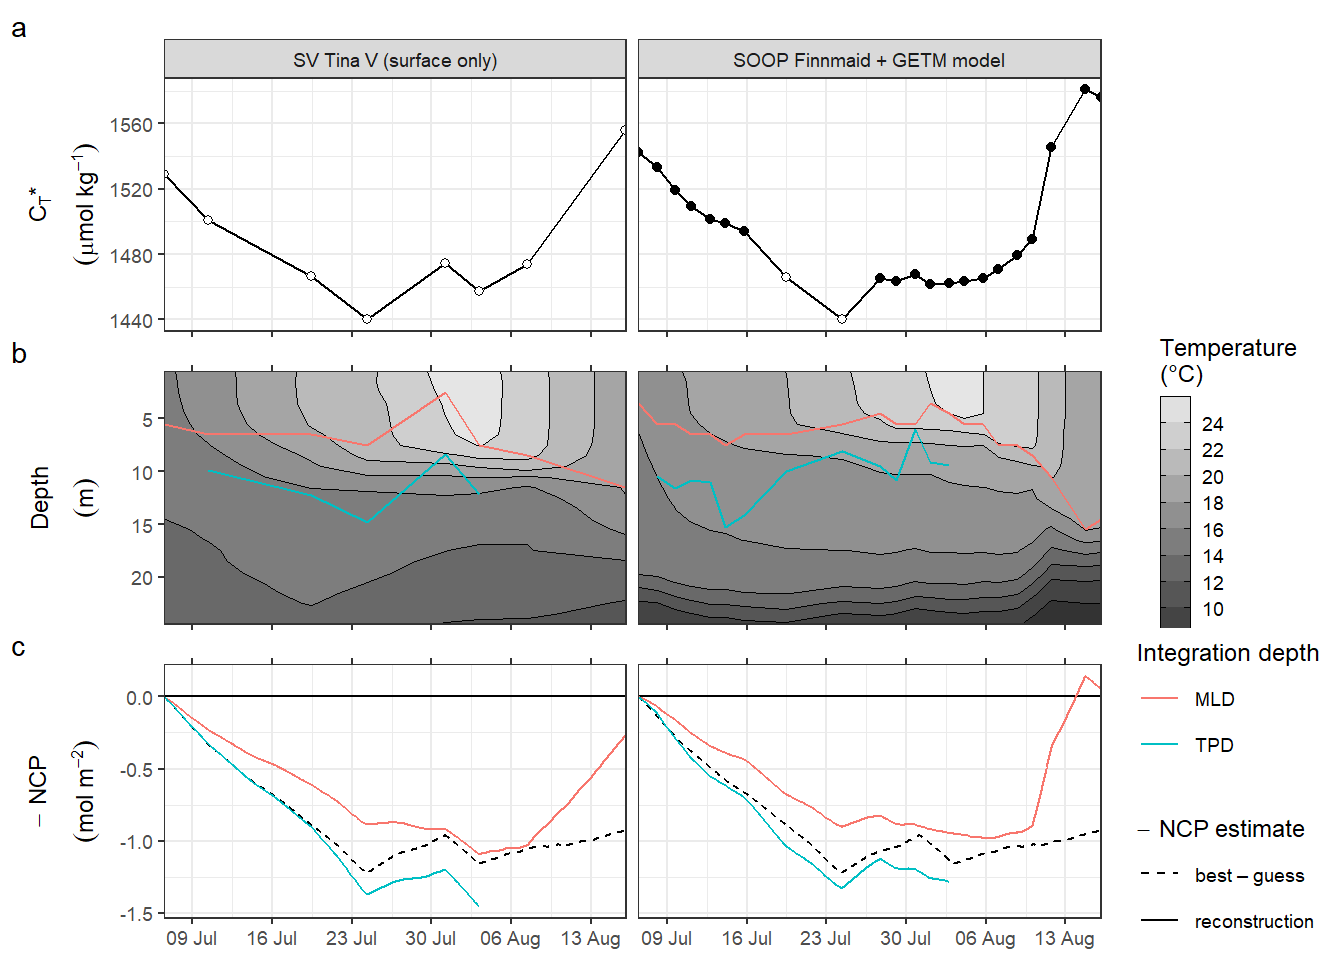 a
SV Tina V (surface only)
SOOP Finnmaid + GETM model
C_T*
(µmol kg⁻¹)
1560
1520
1480
1440
b
Depth
(m)
5
10
15
20
Temperature
(°C)
24
22
20
18
16
14
12
10
c
– NCP
(mol m⁻²)
0.0
-0.5
-1.0
-1.5
09 Jul
16 Jul
23 Jul
30 Jul
06 Aug
13 Aug
09 Jul
16 Jul
23 Jul
30 Jul
06 Aug
13 Aug
Integration depth
MLD
TPD
– NCP estimate
best – guess
reconstruction